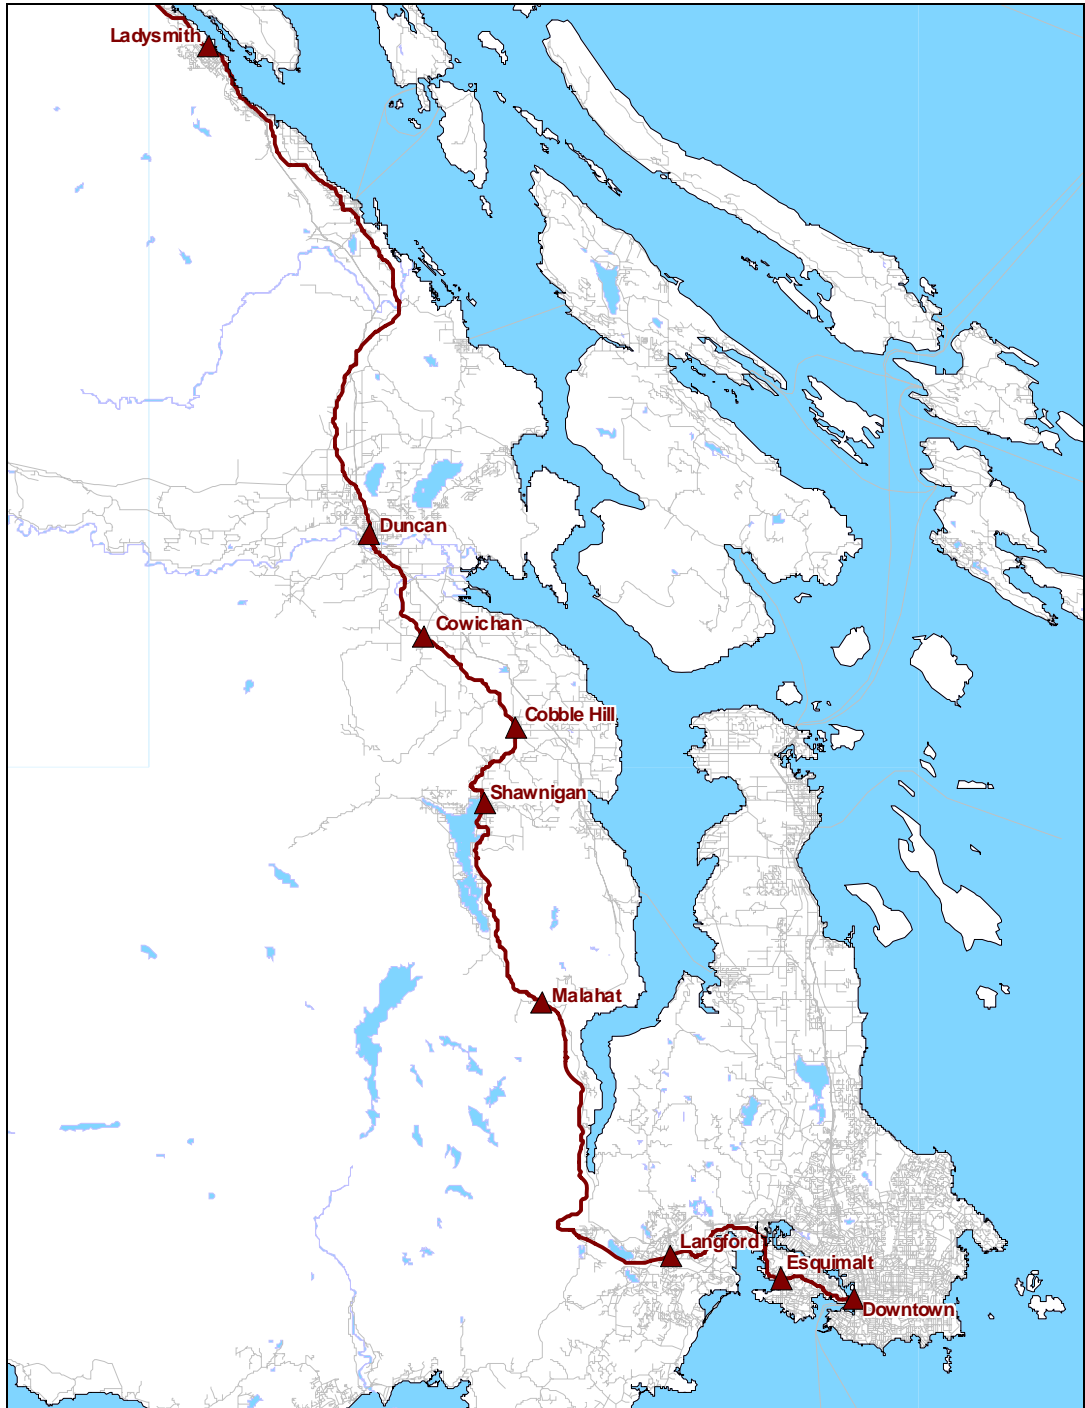 Ladysmith
Duncan
Cowichan
Cobble Hill
Shawnigan
Malahat
Langford
Esquimalt
Downtown